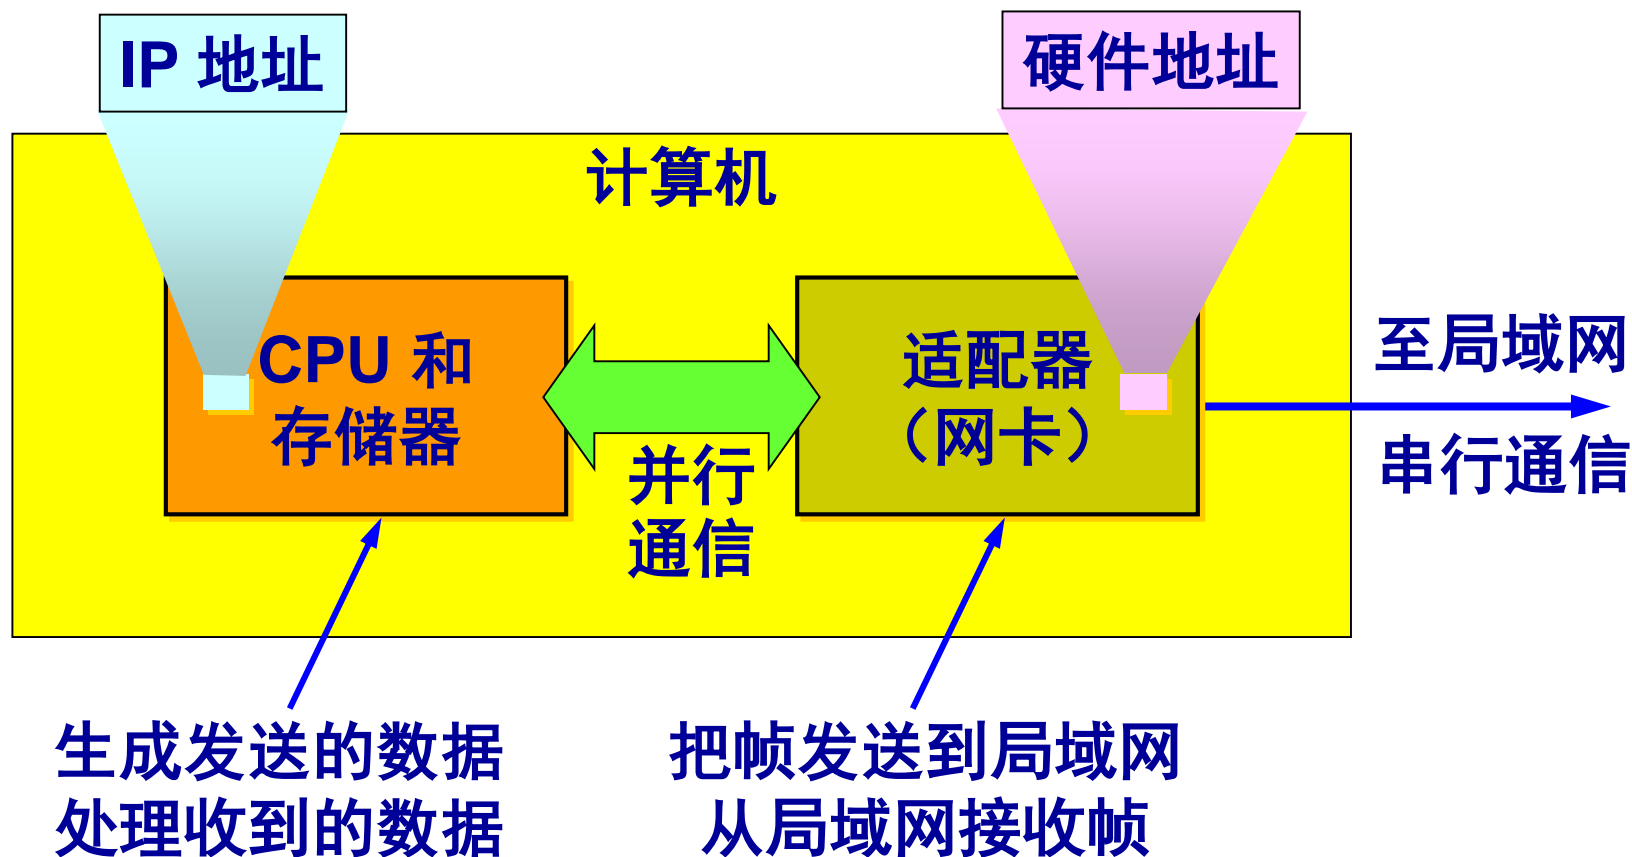 IP 地址
硬件地址
计算机
CPU 和
存储器
适配器
（网卡）
并行
通信
至局域网
串行通信
生成发送的数据
处理收到的数据
把帧发送到局域网
从局域网接收帧